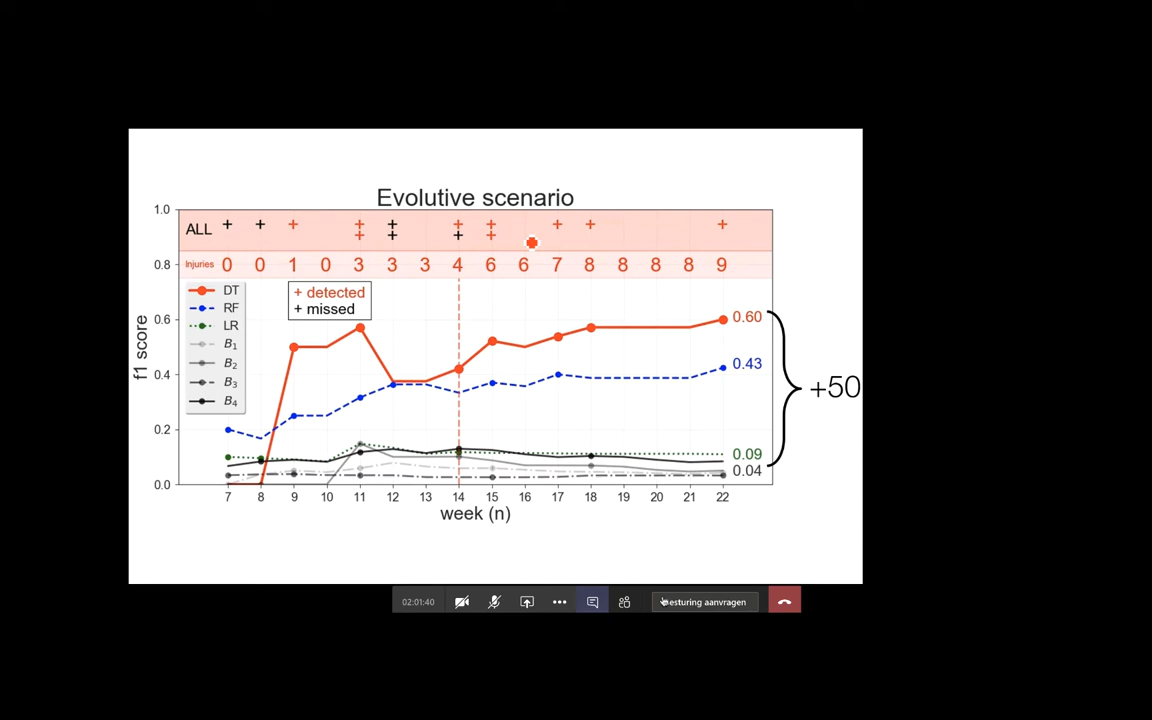 Evolutive scenario
1.0
ALL + + + + + + + + + + + + + + +
0.8 Injuries 0 0 1 0 3 3 3 4 6 6 7 8 8 8 8 9
+ detected
+ missed
DT
RF
LR
B1
B2
B3
B4
0.6
0.4
0.2
0.0
f1 score
0.60
0.43
0.09
0.04
+50
7 8 9 10 11 12 13 14 15 16 17 18 19 20 21 22
week (n)
02:01:40
esturing aanvragen